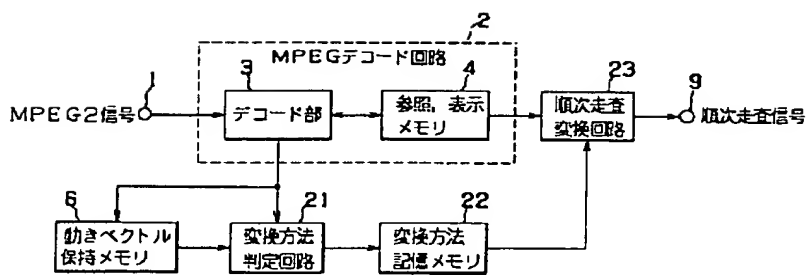 2
MPEGデコード回路
1
3
4
23
9
MPEG2信号
デコード部
参照,表示
メモリ
順次走査
変換回路
順次走査信号
6
21
22
動きベクトル
保持メモリ
変換方法
判定回路
変換方法
記憶メモリ